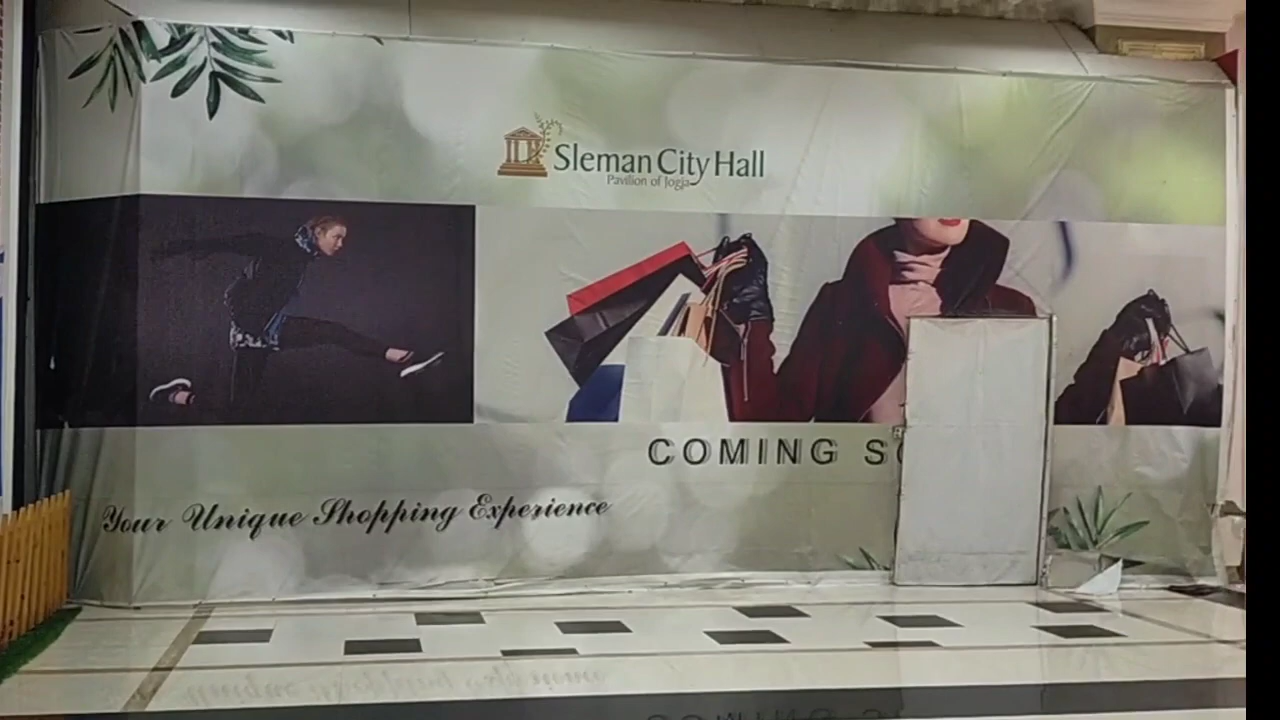 Sleman City Hall
Pavilion of Jogja
COMING S
Your Unique Shopping Experience